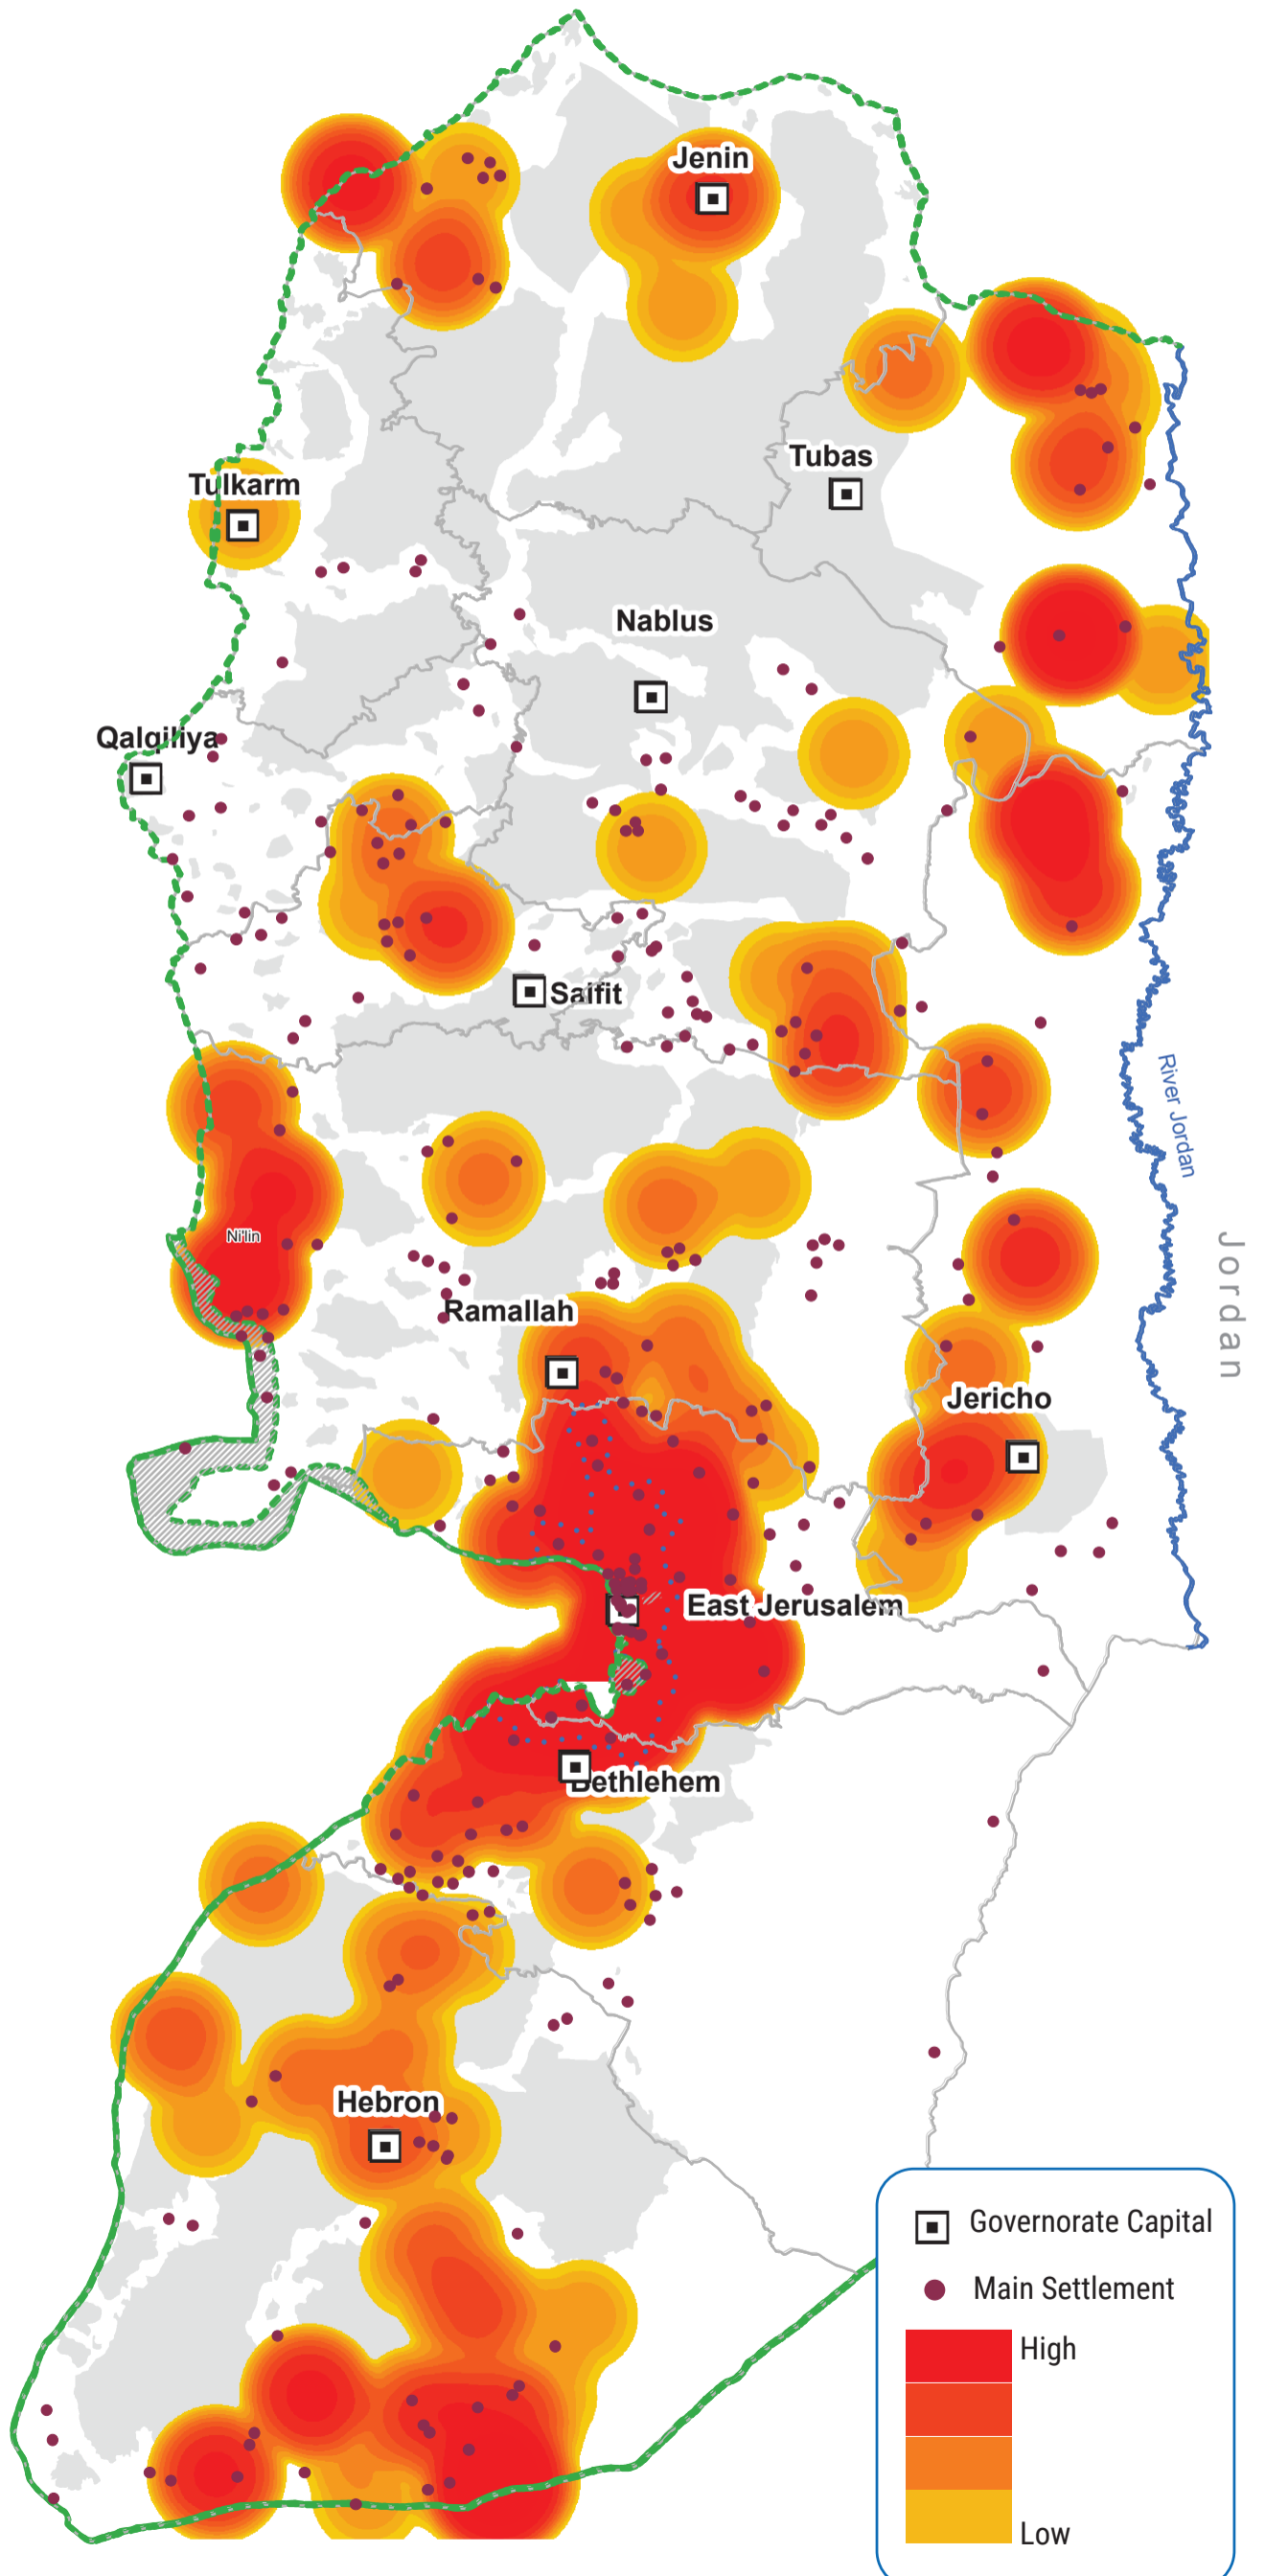 Jenin
Tubas
Tulkarm
Nablus
Qalqiliya
Salfit
River Jordan
Ni'lin
Jordan
Ramallah
Jericho
East Jerusalem
Bethlehem
Hebron
Governorate Capital
Main Settlement
High
Low